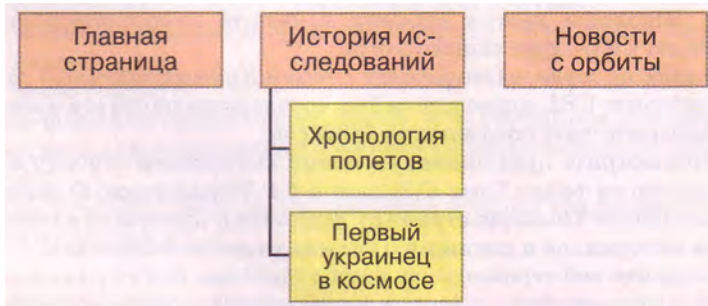 Главная
страница
История ис-
следований
Новости
с орбиты
Хронология
полетов
Первый
украинец
в космосе